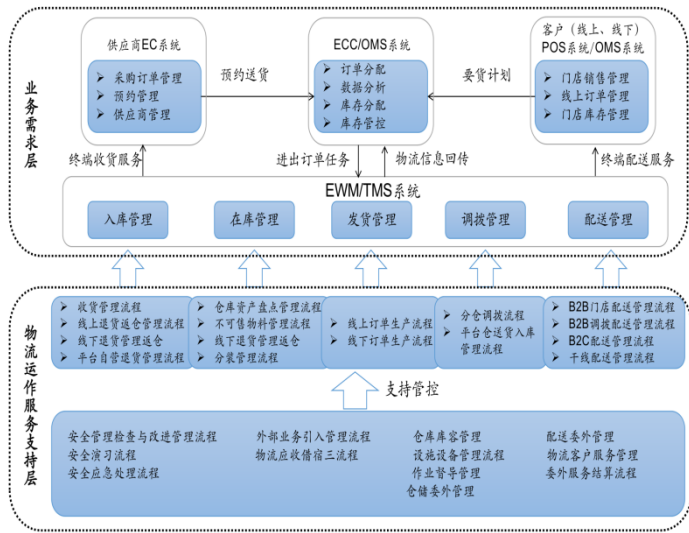 业务需求层
供应商EC系统
采购订单管理
预约管理
供应商管理
预约送货
ECC/OMS系统
订单分配
数据分析
库存分配
库存管控
要货计划
客户（线上、线下）
POS系统/OMS系统
门店销售管理
线上订单管理
门店库存管理
终端收货服务
进出订单任务
物流信息回传
终端配送服务
EWM/TMS系统
入库管理
在库管理
发货管理
调拨管理
配送管理
物流运作服务支持层
收货管理流程
线上退货返仓管理流程
线下退货管理返仓
平台自营退货管理流程
仓库资产盘点管理流程
不可售物料管理流程
线下退货管理返仓
分装管理流程
线上订单生产流程
线下订单生产流程
分仓调拨流程
平台仓送货入库
管理流程
B2B门店配送管理流程
B2B调拨配送管理流程
B2C配送管理流程
干线配送管理流程
支持管控
安全管理检查与改进管理流程
安全演习流程
安全应急处理流程
外部业务引入管理流程
物流应收借宿三流程
仓库库容管理
设施设备管理流程
作业督导管理
仓储委外管理
配送委外管理
物流客户服务管理
委外服务结算流程